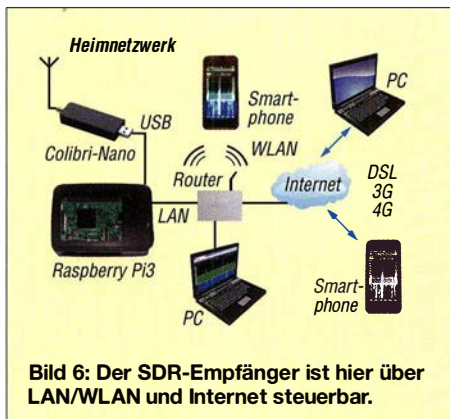 Heimnetzwerk
USB
Colibri-Nano
Smart-
phone
WLAN
PC
Router
Internet
DSL
3G
4G
LAN
Raspberry Pi3
PC
Smart-
phone
Bild 6: Der SDR-Empfänger ist hier über
LAN/WLAN und Internet steuerbar.